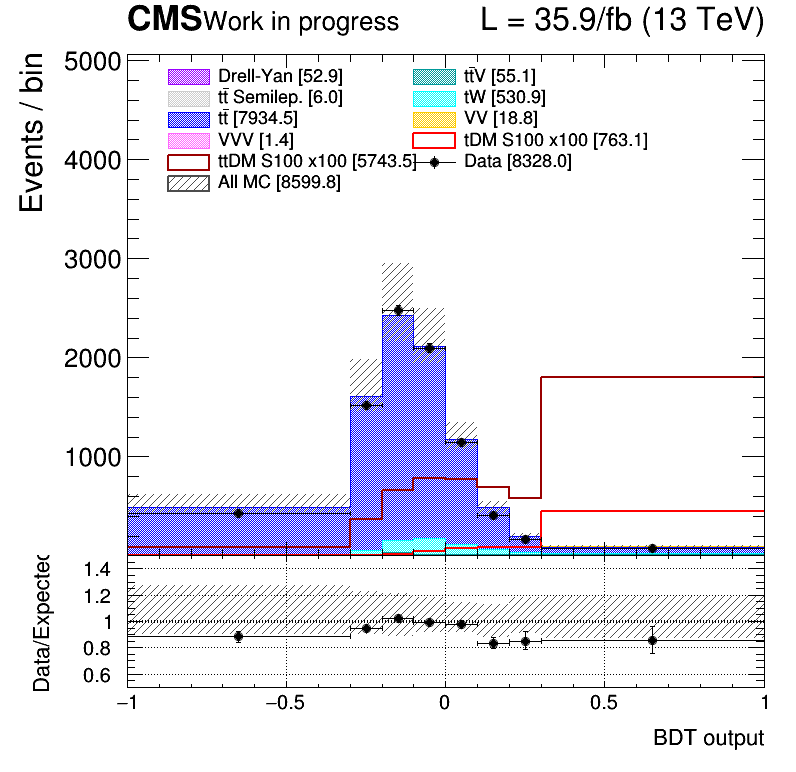 CMS Work in progress L = 35.9/fb (13 TeV)
Events / bin
5000
4000
3000
2000
1000
Drell-Yan [52.9] tt̄V [55.1]
tt̄ Semilep. [6.0] tW [530.9]
tt̄ [7934.5] VV [18.8]
VVV [1.4] tDM S100 x100 [763.1]
ttDM S100 x100 [5743.5] Data [8328.0]
All MC [8599.8]
Data/Expected
1.4
1.2
1
0.8
0.6
−1 −0.5 0 0.5 1
BDT output